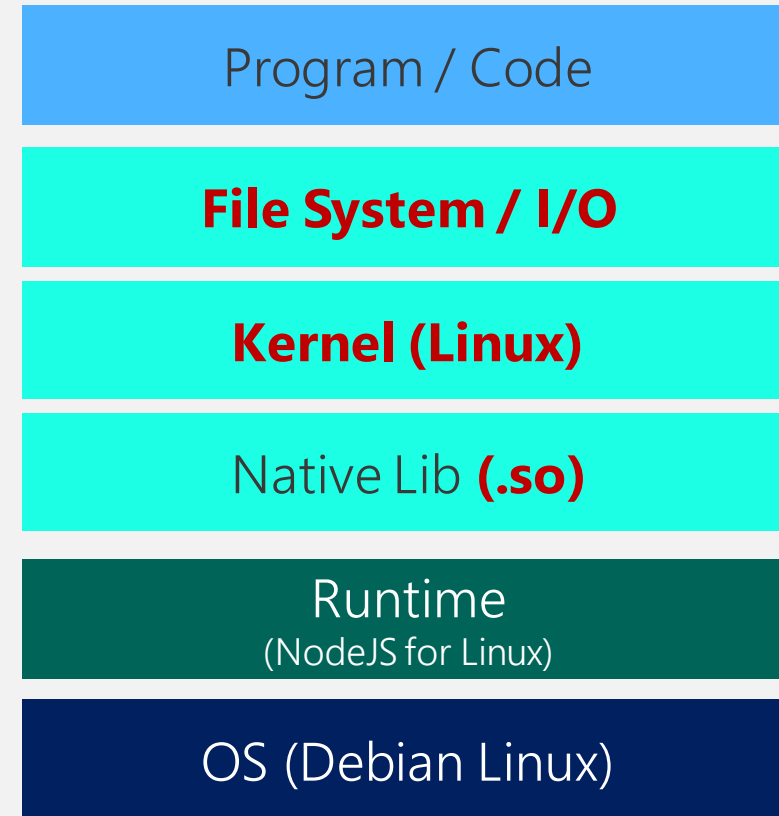 Program / Code
File System / I/O
Kernel (Linux)
Native Lib (.so)
Runtime
(NodeJS for Linux)
OS (Debian Linux)